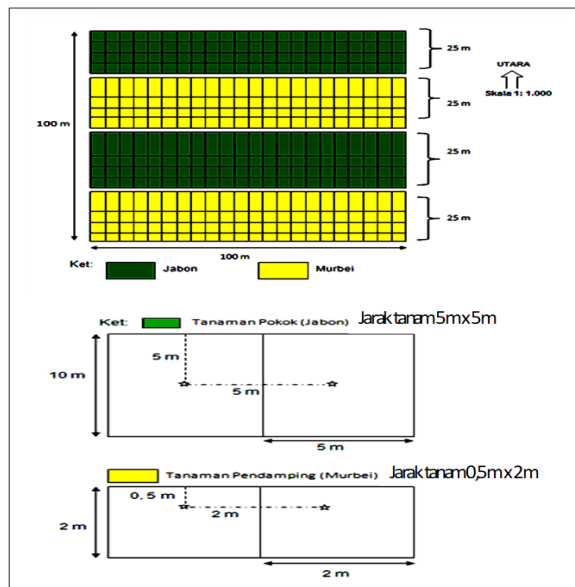 25 m
UTARA
Skala 1: 1.000
25 m
100 m
25 m
25 m
100 m
Ket: Jabon Murbei
Ket: Tanaman Pokok (Jabon) Jarak tanam 5m x 5m
5 m
10 m
5 m
5 m
Tanaman Pendamping (Murbei) Jarak tanam 0,5m x 2m
0, 5 m
2 m
2 m
2 m